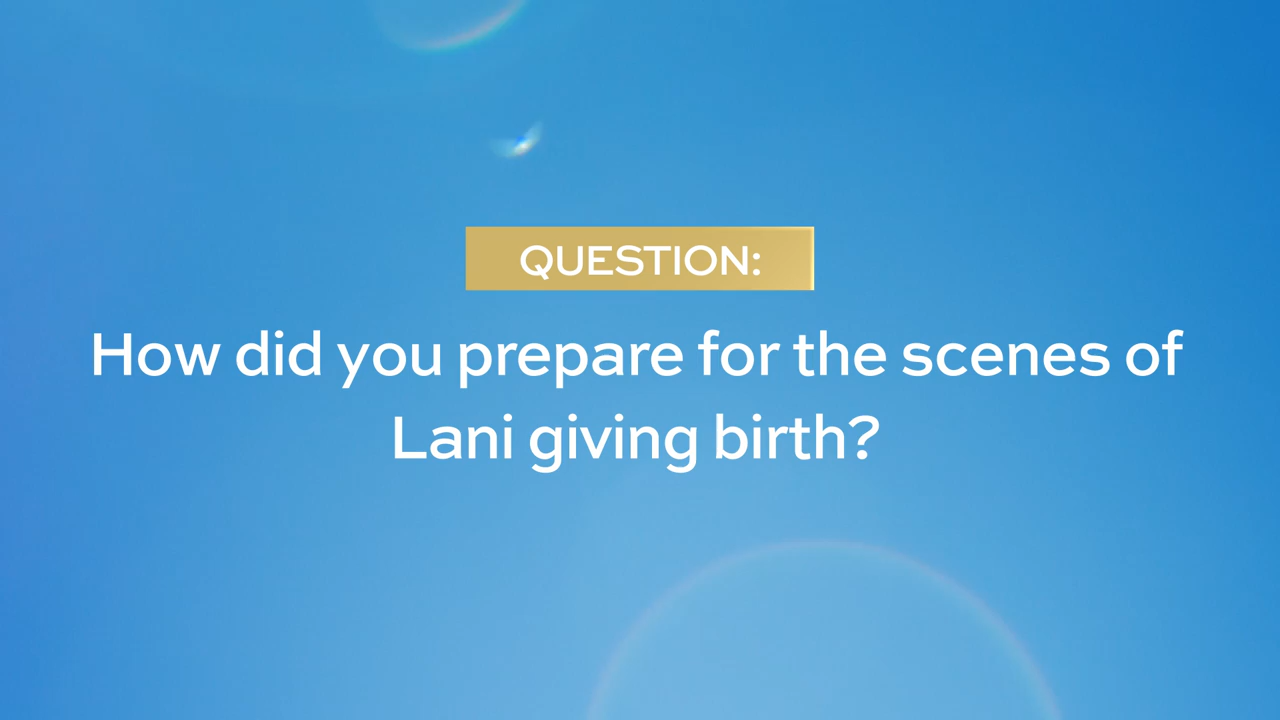 QUESTION:
How did you prepare for the scenes of
Lani giving birth?